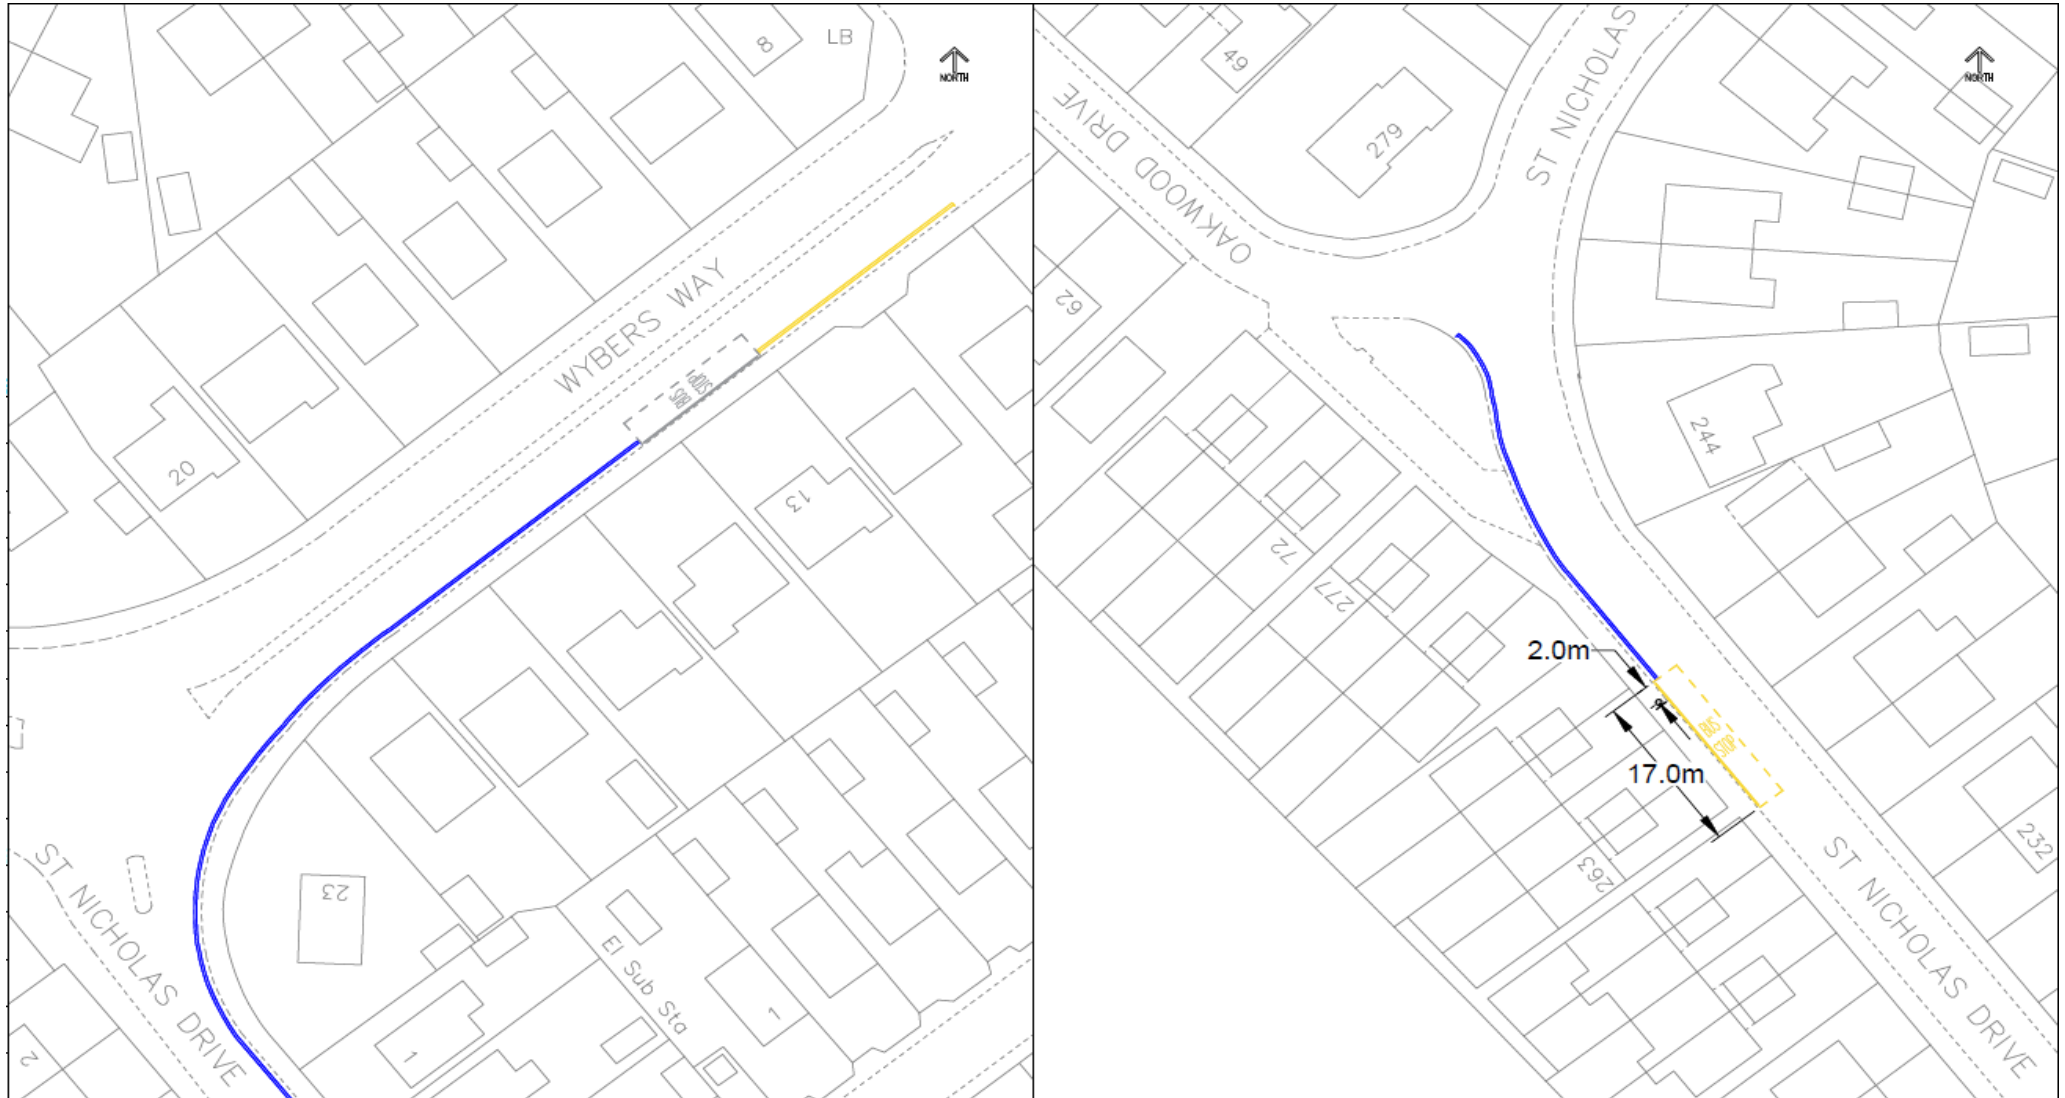 8
LB
NORTH
WYBERS WAY
BUS
STOP
20
13
23
ST NICHOLAS DRIVE
2
1
El Sub Sta
1
49
NORTH
OAKWOOD DRIVE
279
ST NICHOLAS
62
244
72
277
2.0m
BUS
STOP
17.0m
263
232
ST NICHOLAS DRIVE